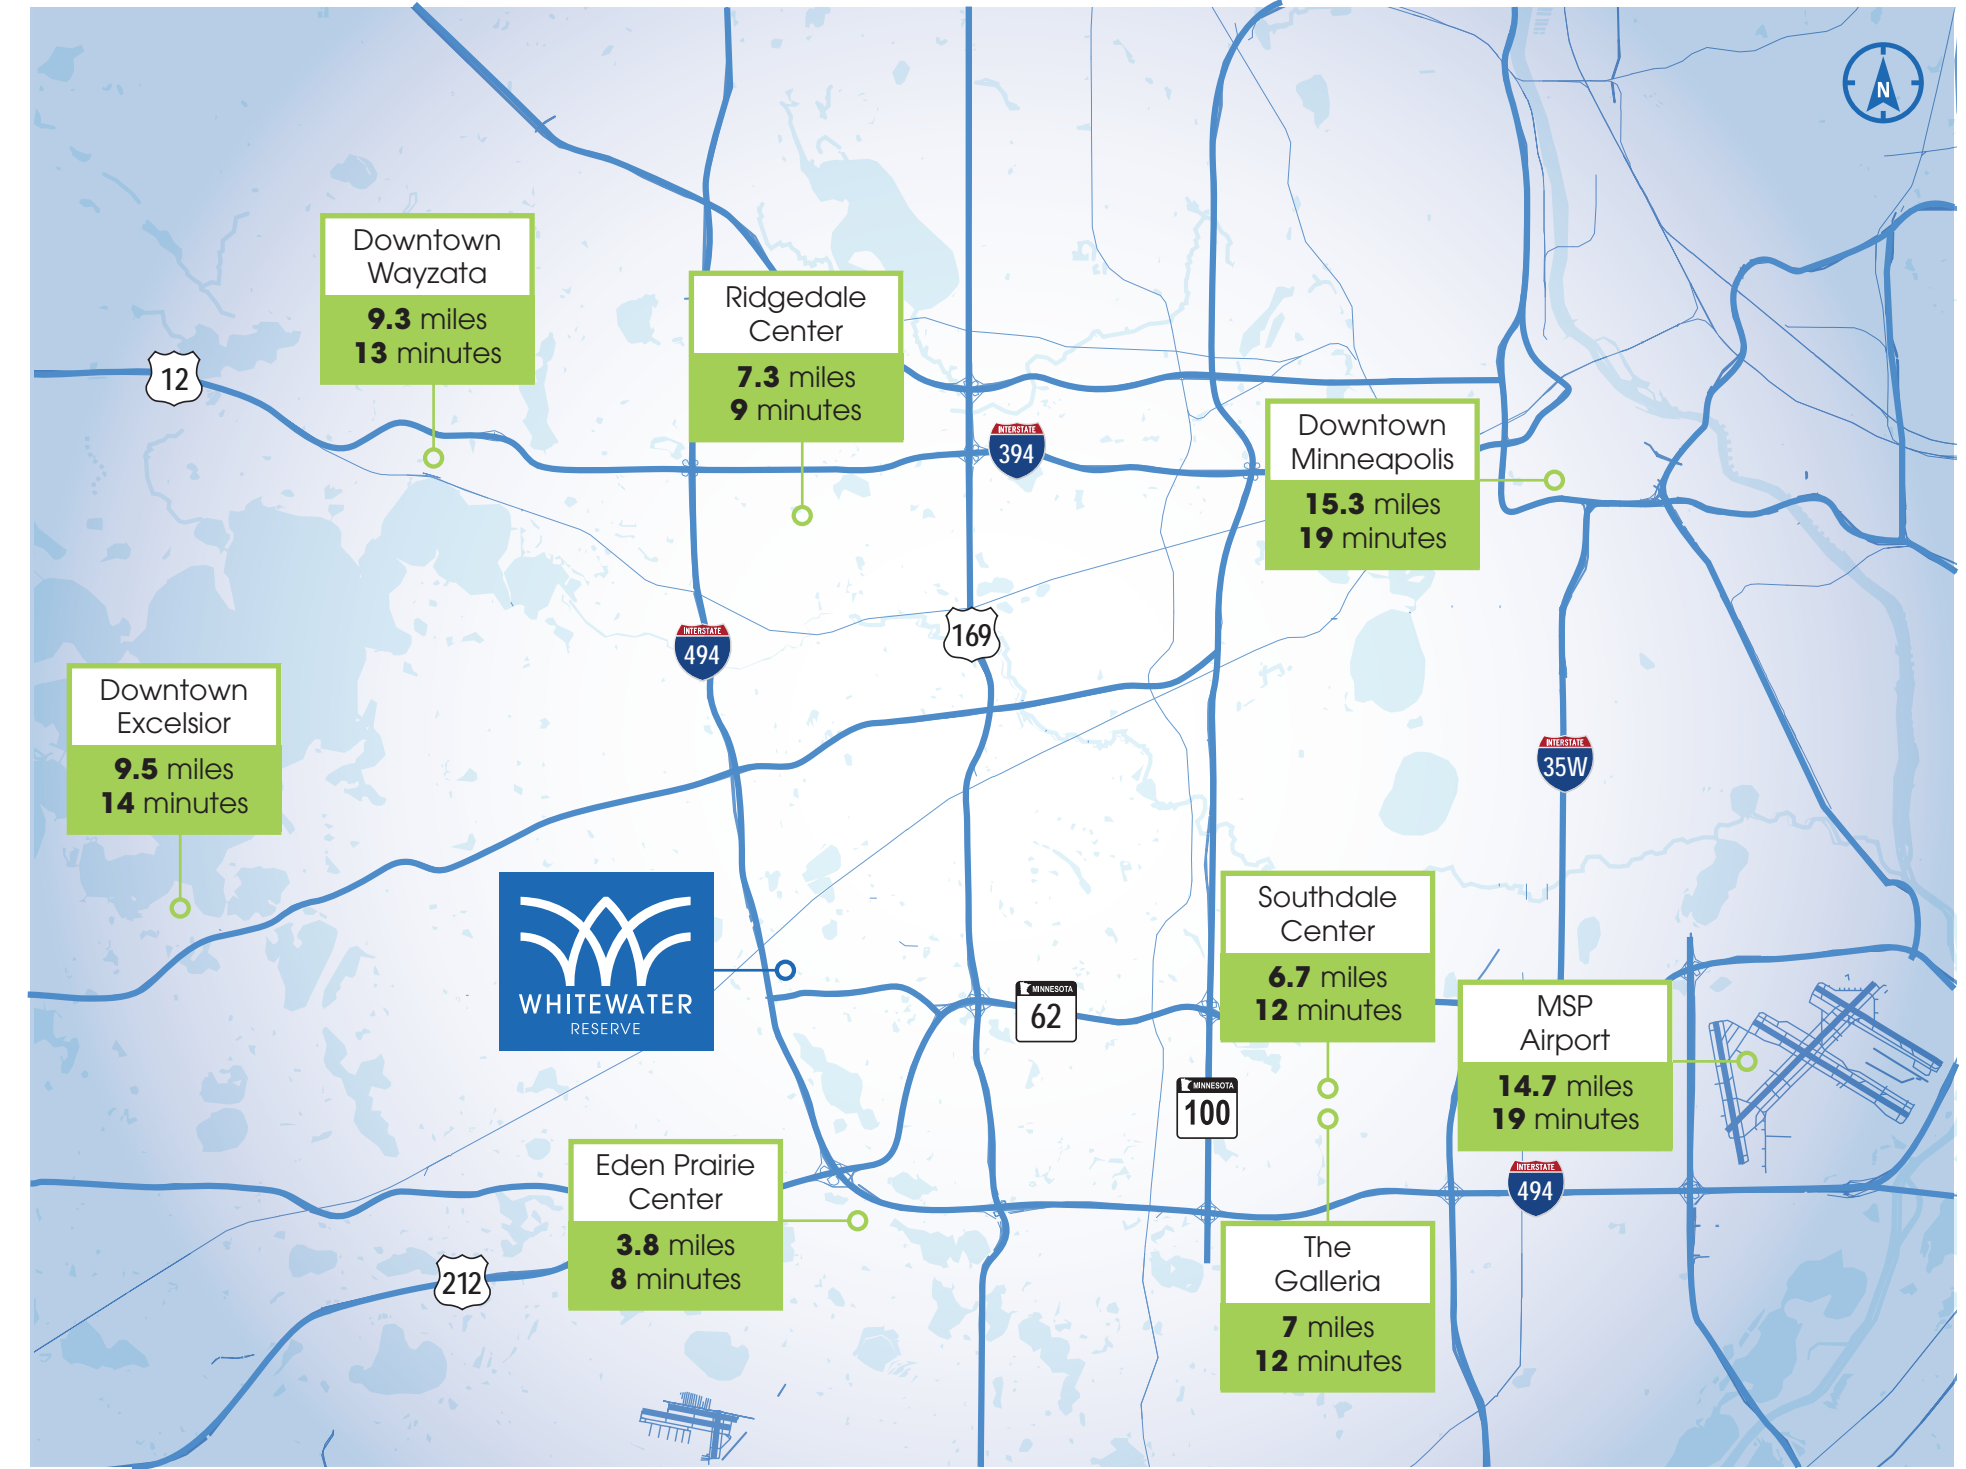 N
Downtown
Wayzata
9.3 miles
13 minutes
Ridgedale
Center
7.3 miles
9 minutes
12
INTERSTATE
394
Downtown
Minneapolis
15.3 miles
19 minutes
169
INTERSTATE
494
Downtown
Excelsior
9.5 miles
14 minutes
INTERSTATE
35W
WHITEWATER
RESERVE
Southdale
Center
6.7 miles
12 minutes
MINNESOTA
62
MSP
Airport
14.7 miles
19 minutes
MINNESOTA
100
Eden Prairie
Center
3.8 miles
8 minutes
INTERSTATE
494
212
The
Galleria
7 miles
12 minutes